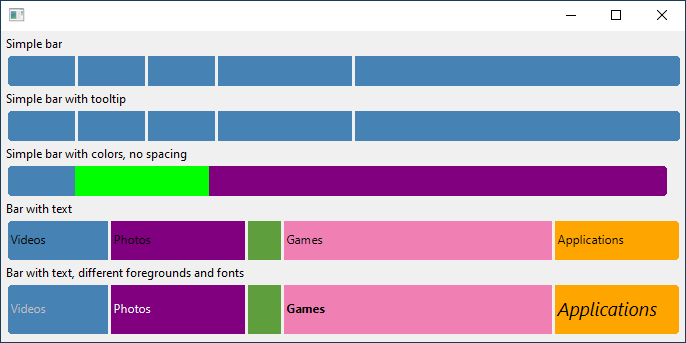 Simple bar
Simple bar with tooltip
Simple bar with colors, no spacing
Bar with text
Videos Photos Games Applications
Bar with text, different foregrounds and fonts
Videos Photos Games Applications